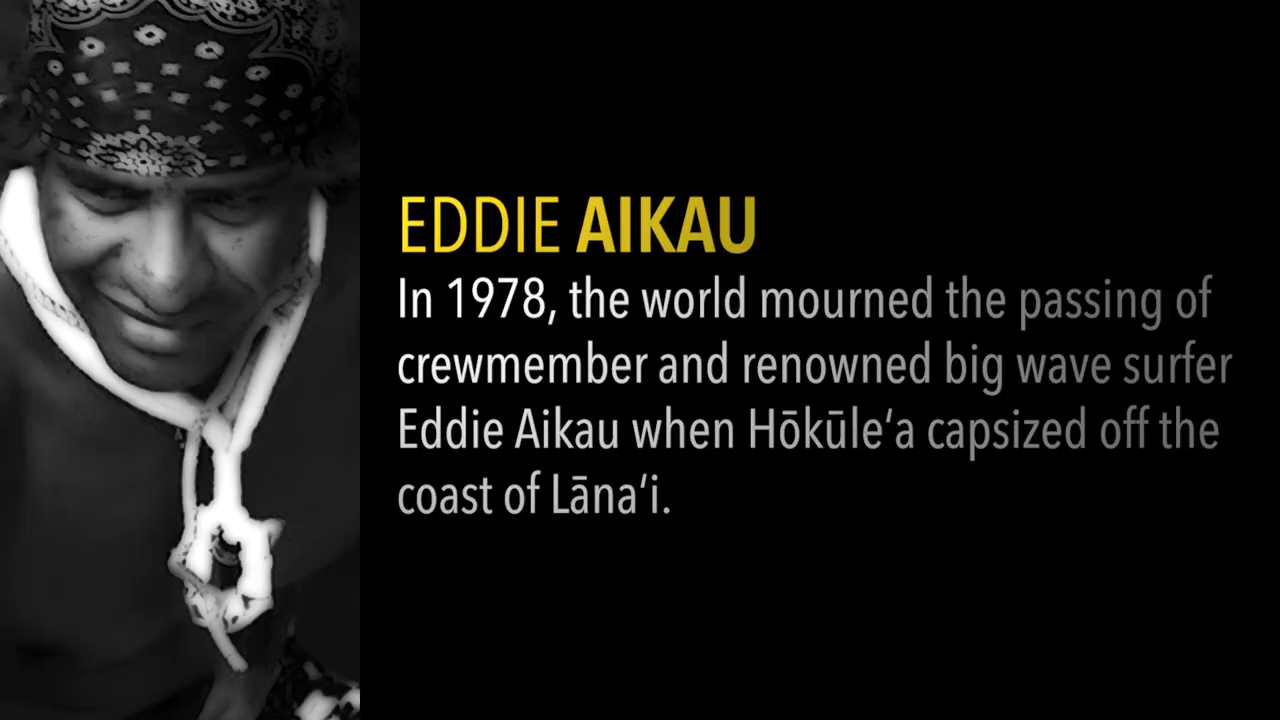 EDDIE AIKAU
In 1978, the world mourned the passing of
crewmember and renowned big wave surfer
Eddie Aikau when Hōkūleʻa capsized off the
coast of Lānaʻi.